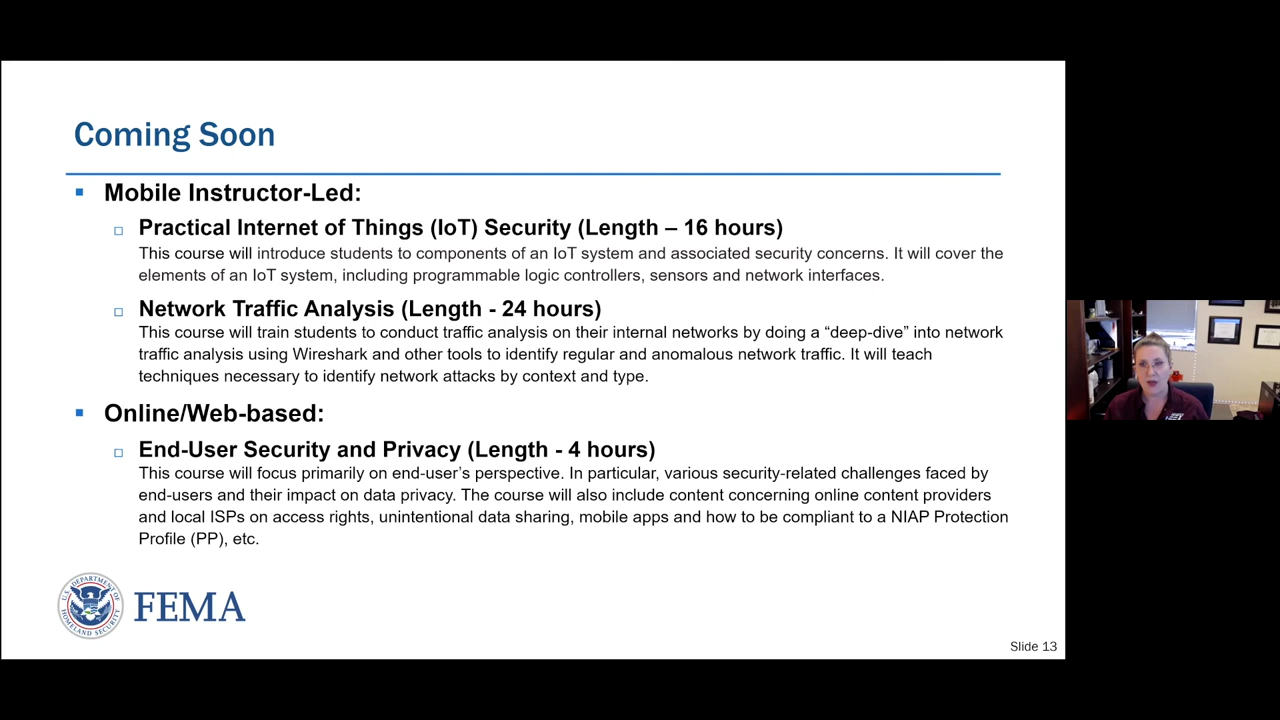 Coming Soon
Mobile Instructor-Led:
Practical Internet of Things (IoT) Security (Length – 16 hours)
This course will introduce students to components of an IoT system and associated security concerns. It will cover the
elements of an IoT system, including programmable logic controllers, sensors and network interfaces.
Network Traffic Analysis (Length - 24 hours)
This course will train students to conduct traffic analysis on their internal networks by doing a “deep-dive” into network
traffic analysis using Wireshark and other tools to identify regular and anomalous network traffic. It will teach
techniques necessary to identify network attacks by context and type.
Online/Web-based:
End-User Security and Privacy (Length - 4 hours)
This course will focus primarily on end-user’s perspective. In particular, various security-related challenges faced by
end-users and their impact on data privacy. The course will also include content concerning online content providers
and local ISPs on access rights, unintentional data sharing, mobile apps and how to be compliant to a NIAP Protection
Profile (PP), etc.
U.S. DEPARTMENT OF HOMELAND SECURITY
FEMA
Slide 13